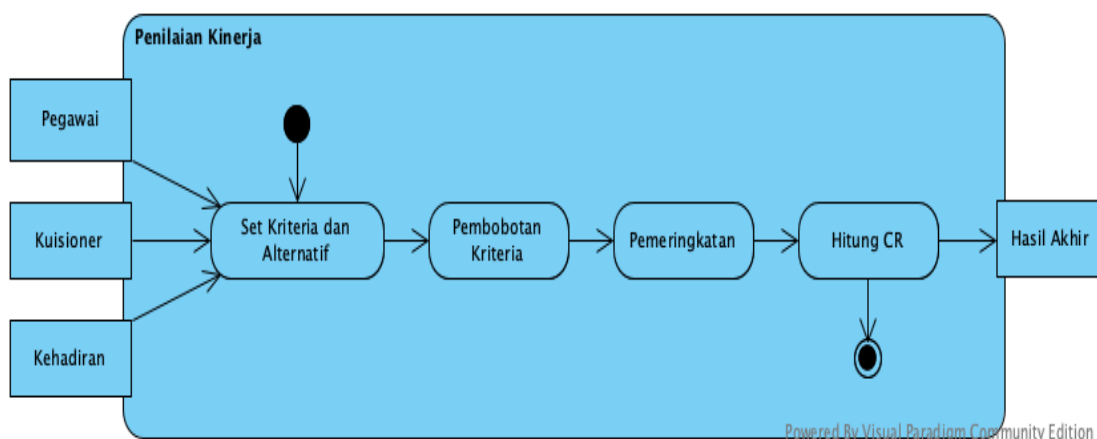 Penilaian Kinerja
Pegawai
Kuisioner
Kehadiran
Set Kriteria dan
Alternatif
Pembobotan
Kriteria
Pemeringkatan
Hitung CR
Hasil Akhir
Powered By Visual Paradigm Community Edition